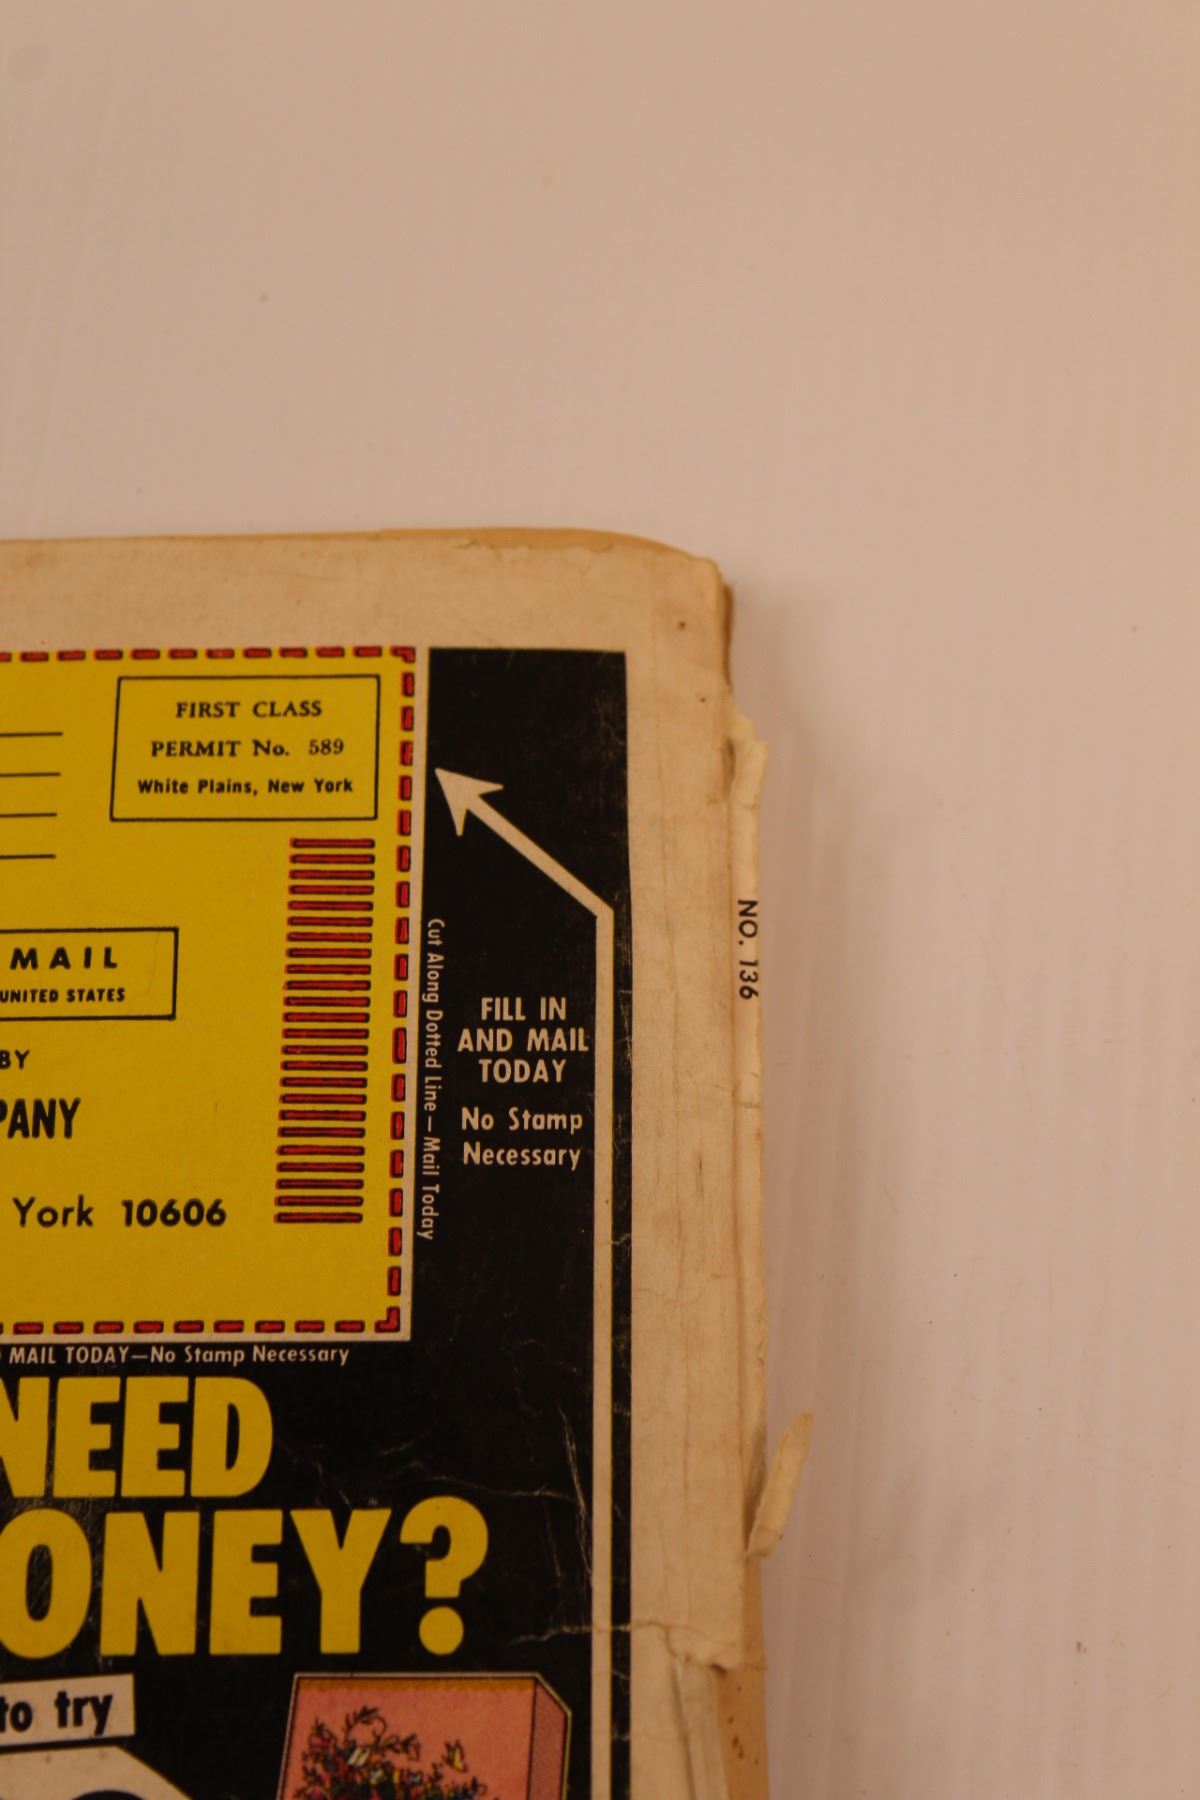 FIRST CLASS
PERMIT No. 589
White Plains, New York
MAIL
UNITED STATES
BY
PANY
York 10606
Cut Along Dotted Line – Mail Today
FILL IN
AND MAIL
TODAY
No Stamp
Necessary
NO. 136
MAIL TODAY—No Stamp Necessary
NEED
ONEY?
to try